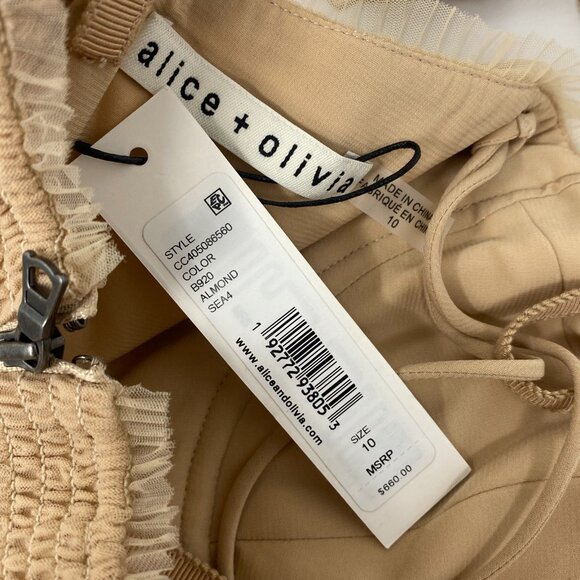 alice + olivia
MADE IN CHINA
FABRIQUÉ EN CHINE
10
STYLE
CC405086560
COLOR
B920
ALMOND
SEA4
1 92772 93805 3
www.aliceandolivia.com
SIZE
10
MSRP
$660.00